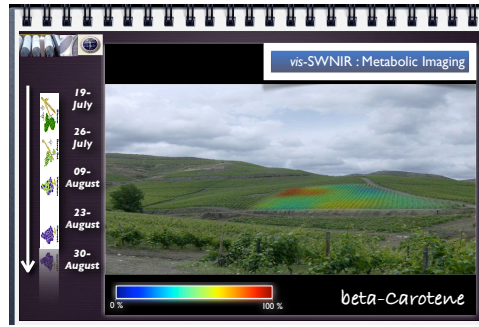 vis-SWNIR : Metabolic Imaging
19-
July
26-
July
09-
August
23-
August
30-
August
0 %
100 %
beta-Carotene